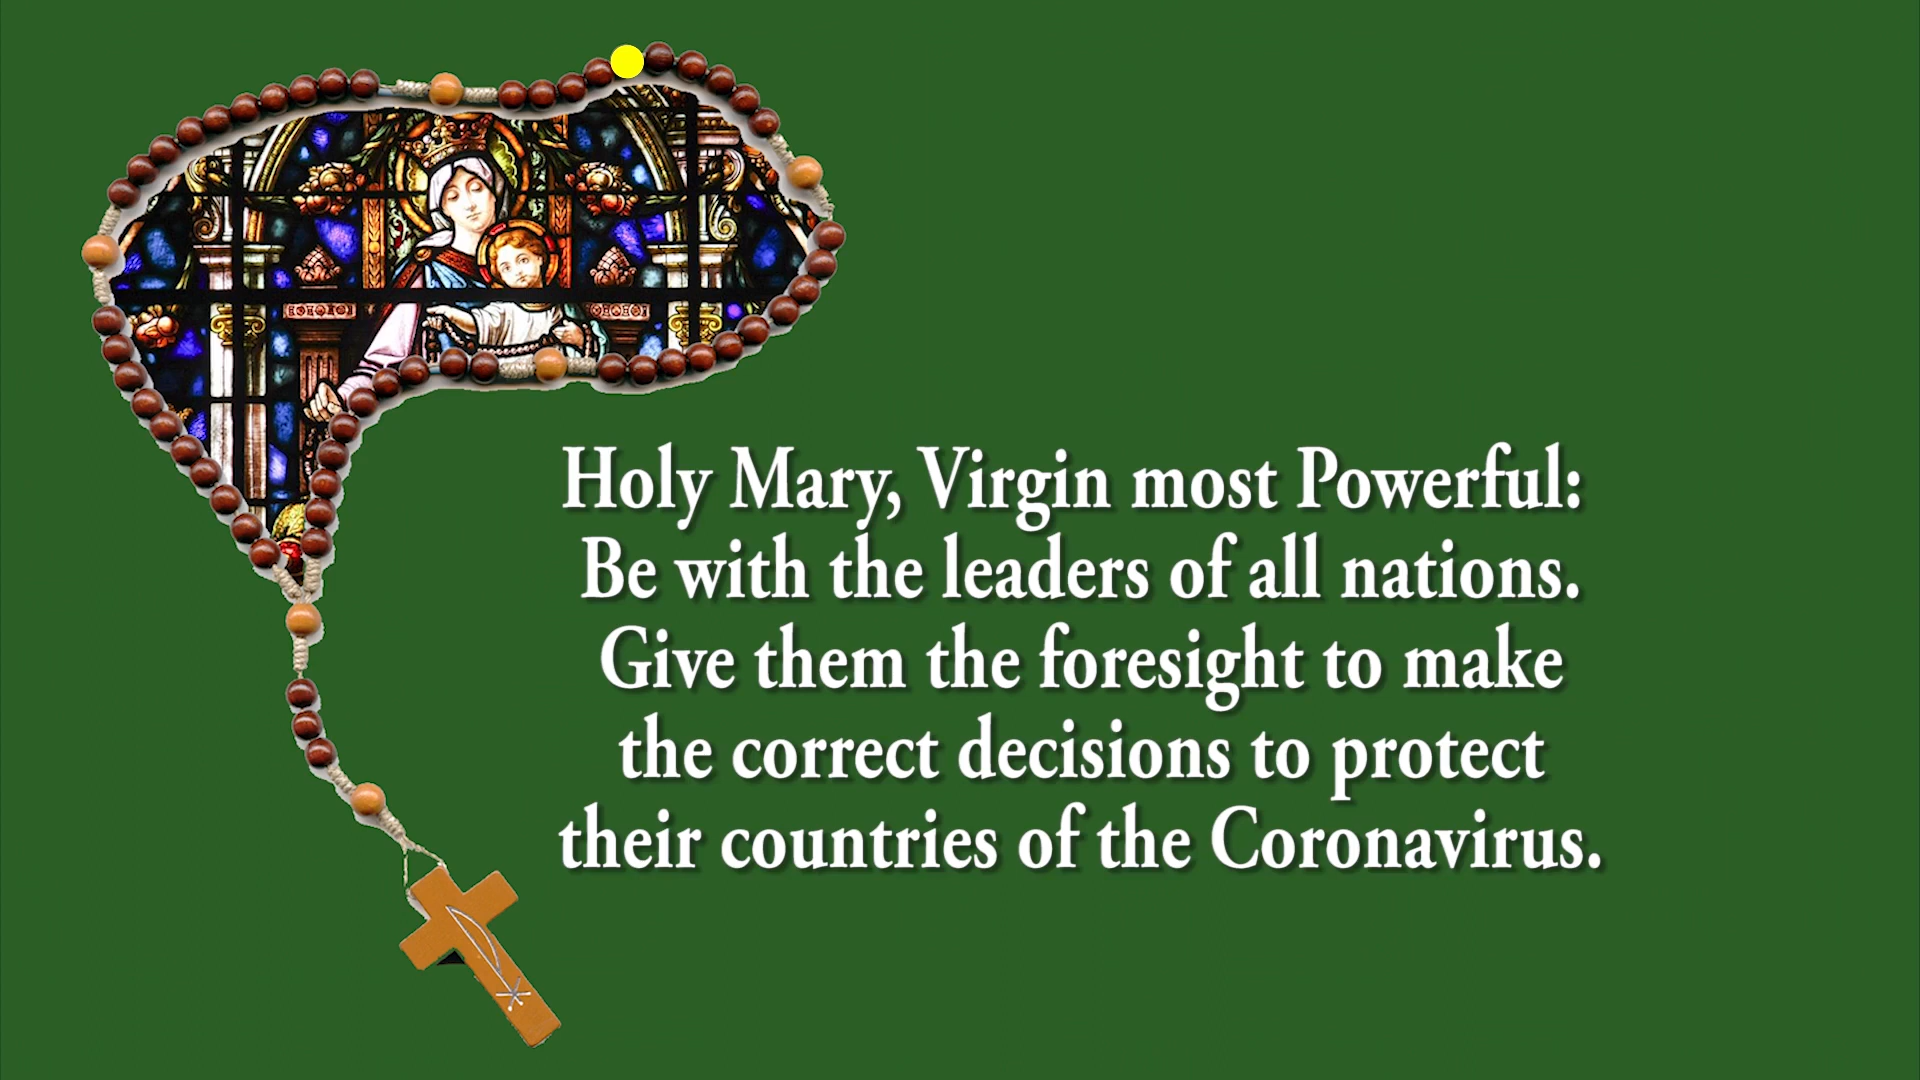 Holy Mary, Virgin most Powerful:
Be with the leaders of all nations.
Give them the foresight to make
the correct decisions to protect
their countries of the Coronavirus.